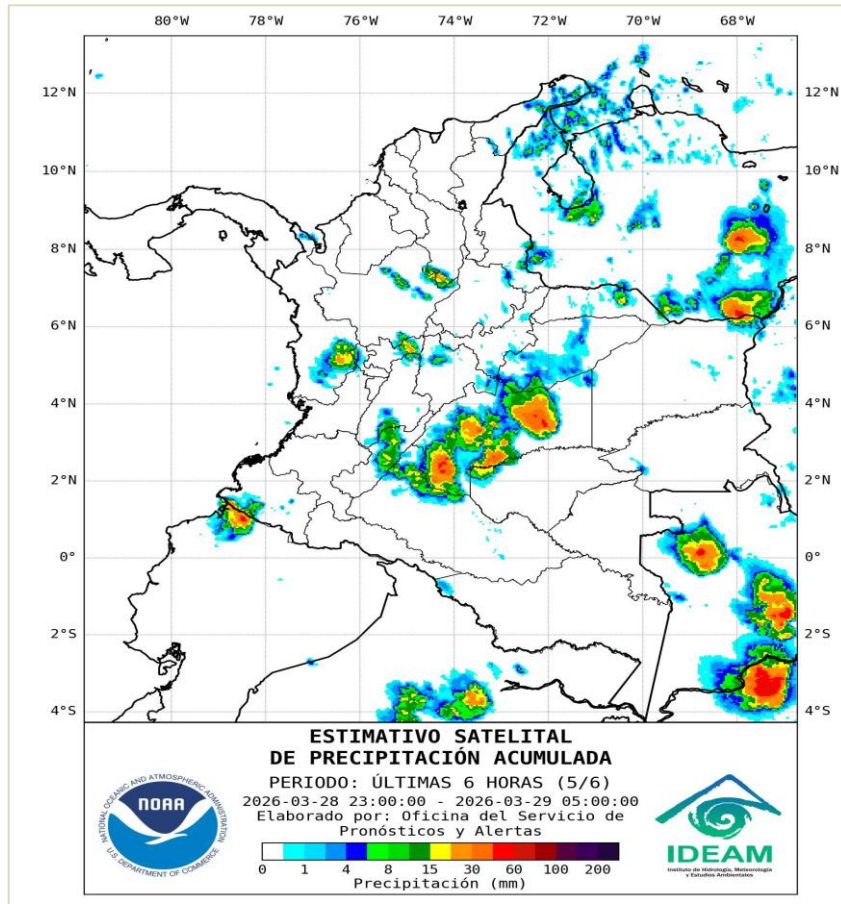 80°W 78°W 76°W 74°W 72°W 70°W 68°W
12°N 12°N
10°N 10°N
8°N 8°N
6°N 6°N
4°N 4°N
2°N 2°N
0° 0°
2°S 2°S
4°S 4°S
ESTIMATIVO SATELITAL
DE PRECIPITACIÓN ACUMULADA
PERIODO: ÚLTIMAS 6 HORAS (5/6)
2026-03-28 23:00:00 - 2026-03-29 05:00:00
Elaborado por: Oficina del Servicio de
Pronósticos y Alertas
0 1 4 8 15 30 60 100 200
Precipitación (mm)
NATIONAL OCEANIC AND ATMOSPHERIC ADMINISTRATION
NOAA
U.S. DEPARTMENT OF COMMERCE
IDEAM
Instituto de Hidrología, Meteorología
y Estudios Ambientales